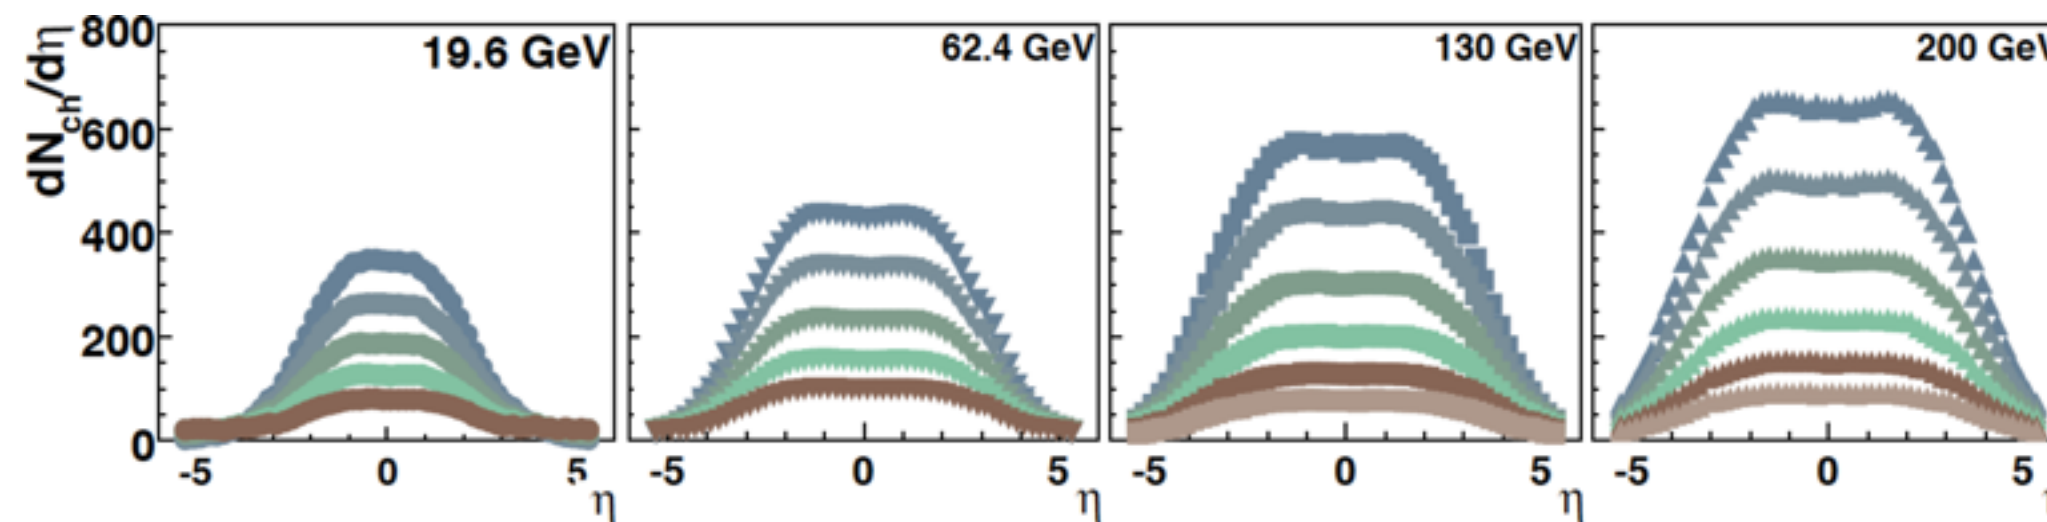 dNch/dη
800
600
400
200
0
19.6 GeV
62.4 GeV
130 GeV
200 GeV
-5 0 5
-5 0 5
-5 0 5
-5 0 5
η
η
η